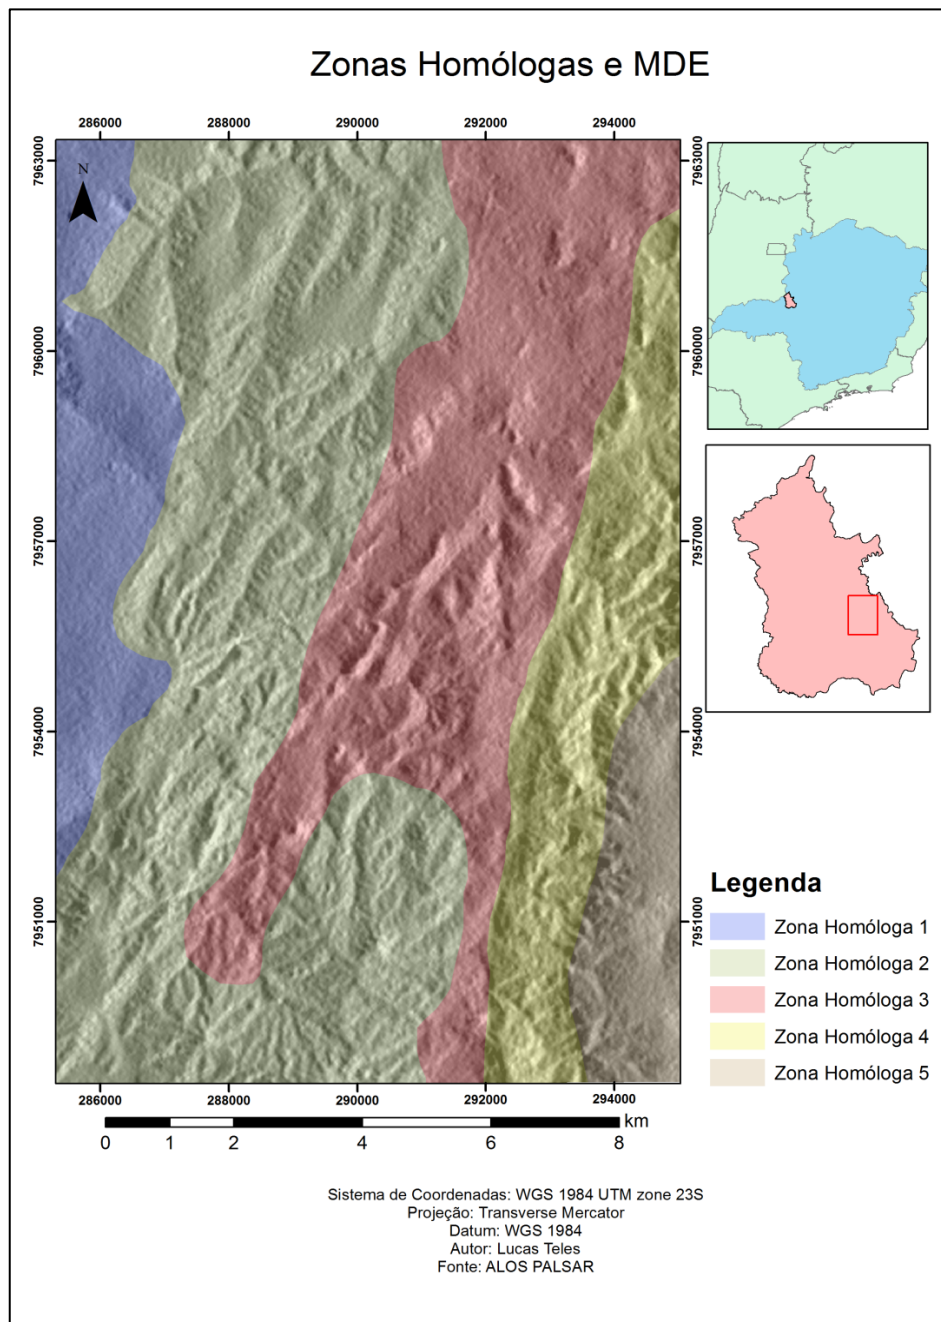 Zonas Homólogas e MDE
286000 288000 290000 292000 294000
7963000 7963000
N
7960000 7960000
7957000 7957000
7954000 7954000
7951000 7951000
286000 288000 290000 292000 294000
km
0 1 2 4 6 8
Legenda
Zona Homóloga 1
Zona Homóloga 2
Zona Homóloga 3
Zona Homóloga 4
Zona Homóloga 5
Sistema de Coordenadas: WGS 1984 UTM zone 23S
Projeção: Transverse Mercator
Datum: WGS 1984
Autor: Lucas Teles
Fonte: ALOS PALSAR